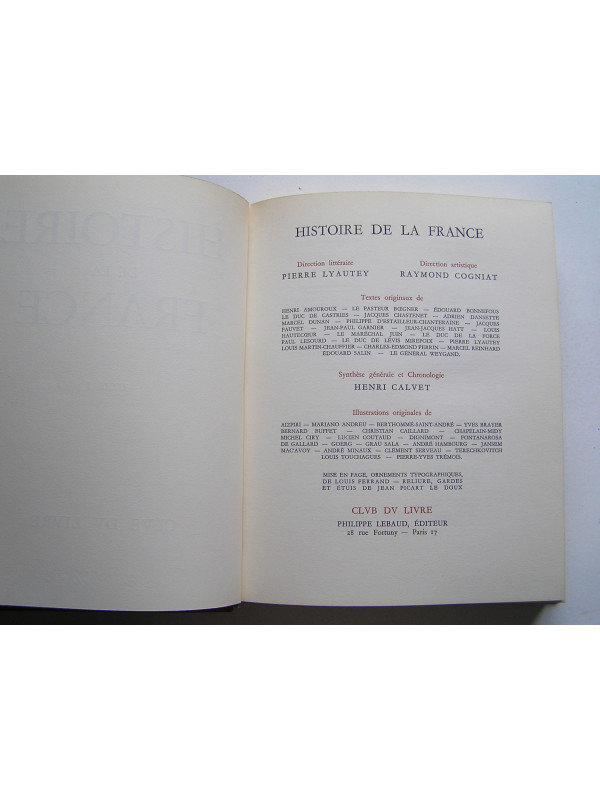 HISTOIRE DE LA FRANCE
Direction littéraire
PIERRE LYAUTEY
Direction artistique
RAYMOND COGNIAT
Textes originaux de
HENRI AMOUROUX — LE PASTEUR BŒGNER — ÉDOUARD BONNEFOUS
LE DUC DE CASTRIES — JACQUES CHASTENET — ADRIEN DANSETTE
MARCEL DUNAN — PHILIPPE D'ESTAILLEUR-CHANTERAINE — JACQUES
FAUVET — JEAN-PAUL GARNIER — JEAN-JACQUES HATT — LOUIS
HAUTECŒUR — LE MARÉCHAL JUIN — LE DUC DE LA FORCE
PAUL LESOURD — LE DUC DE LÉVIS MIREPOIX — PIERRE LYAUTEY
LOUIS MARTIN-CHAUFFIER — CHARLES-EDMOND PERRIN — MARCEL REINHARD
ÉDOUARD SALIN — LE GÉNÉRAL WEYGAND.
Synthèse générale et Chronologie
HENRI CALVET
Illustrations originales de
AIZPIRI — MARIANO ANDREU — BERTHOMMÉ-SAINT-ANDRÉ — YVES BRAYER
BERNARD BUFFET — CHRISTIAN CAILLARD — CHAPELAIN-MIDY
MICHEL CIRY — LUCIEN COUTAUD — DIGNIMONT — FONTANAROSA
DE GALLARD — GOERG — GRAU SALA — ANDRÉ HAMBOURG — JANSEM
MACAVOY — ANDRÉ MINAUX — CLÉMENT SERVEAU — TERECHKOVITCH
LOUIS TOUCHAGUES — PIERRE-YVES TRÉMOIS.
MISE EN PAGE, ORNEMENTS TYPOGRAPHIQUES,
DE LOUIS FERRAND — RELIURE, GARDES
ET ÉTUIS DE JEAN PICART LE DOUX
CLVB DV LIVRE
PHILIPPE LEBAUD, ÉDITEUR
28 rue Fortuny — Paris 17